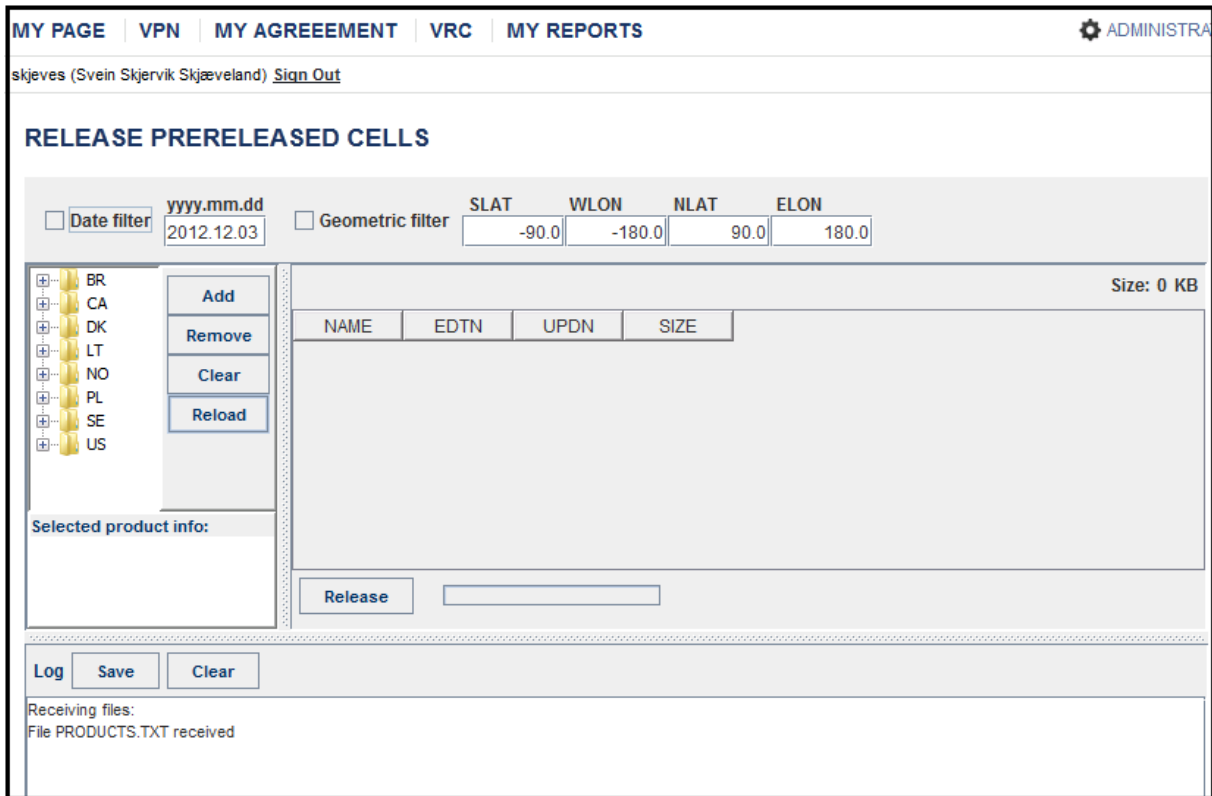 MY PAGE VPN MY AGREEEMENT VRC MY REPORTS ADMINISTRA
skjeves (Svein Skjervik Skjæveland) Sign Out
RELEASE PRERELEASED CELLS
Date filter
yyyy.mm.dd
2012.12.03
Geometric filter
SLAT WLON NLAT ELON
-90.0 -180.0 90.0 180.0
BR
CA
DK
LT
NO
PL
SE
US
Add
Remove
Clear
Reload
Selected product info:
Size: 0 KB
NAME EDTN UPDN SIZE
Release
Log Save Clear
Receiving files:
File PRODUCTS.TXT received